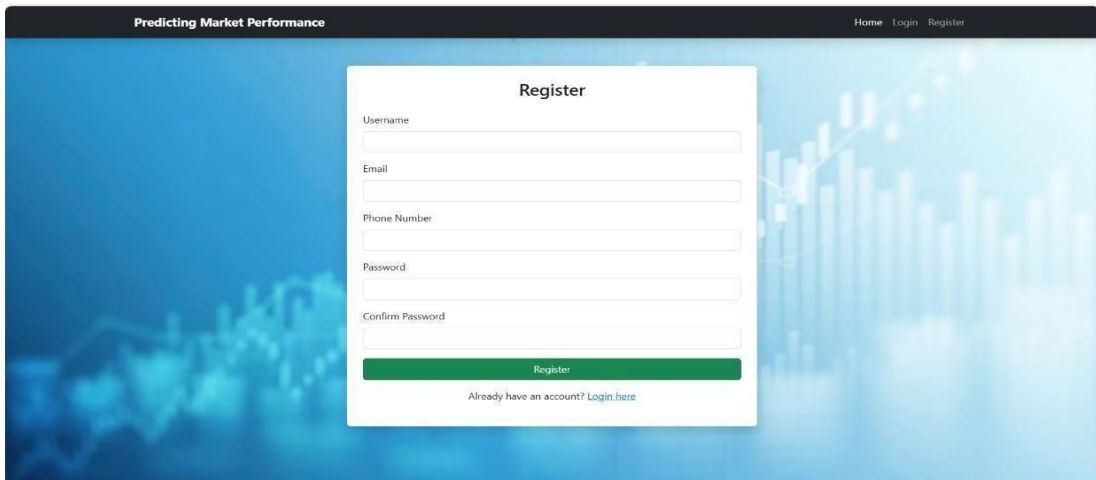 Predicting Market Performance
Home Login Register
Register
Username
Email
Phone Number
Password
Confirm Password
Register
Already have an account? Login here